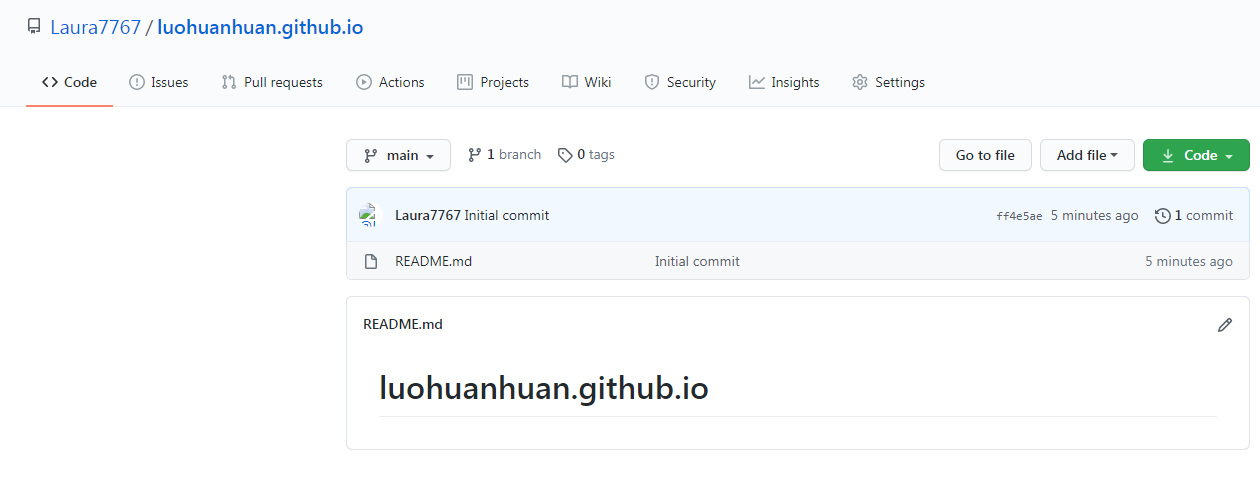 Laura7767 / luohuanhuan.github.io
Code Issues Pull requests Actions Projects Wiki Security Insights Settings
main 1 branch 0 tags Go to file Add file Code
Laura7767 Initial commit ff4e5ae 5 minutes ago 1 commit
README.md Initial commit 5 minutes ago
README.md
luohuanhuan.github.io